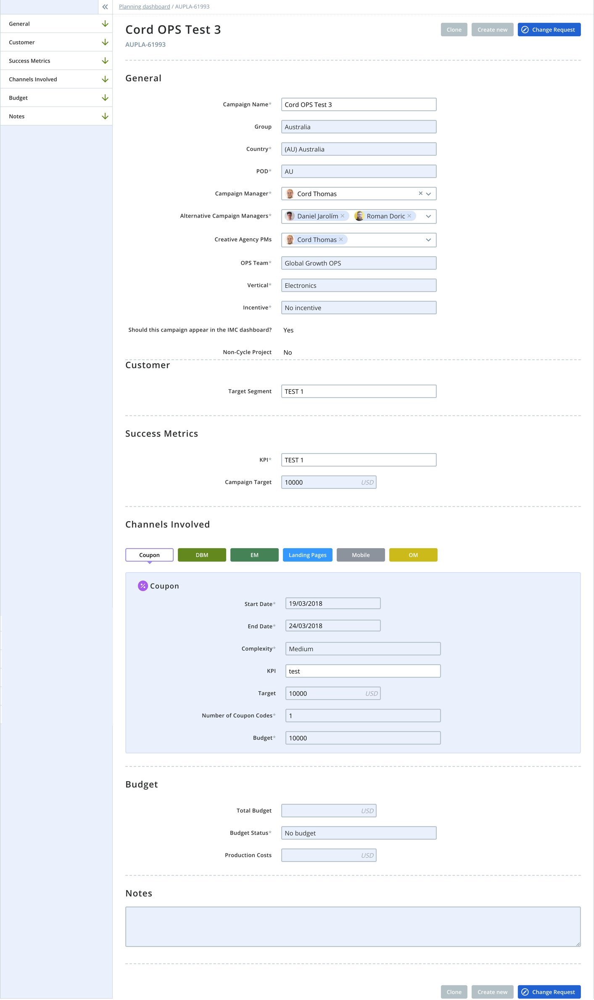 Planning dashboard / AUPLA-61993
General
Customer
Success Metrics
Channels Involved
Budget
Notes
Cord OPS Test 3
Clone
Create new
Change Request
AUPLA-61993
General
Campaign Name* Cord OPS Test 3
Group Australia
Country* (AU) Australia
POD* AU
Campaign Manager* Cord Thomas ×
Alternative Campaign Managers* Daniel Jarolím × Roman Doric ×
Creative Agency PMs Cord Thomas ×
OPS Team* Global Growth OPS
Vertical* Electronics
Incentive* No incentive
Should this campaign appear in the IMC dashboard? Yes
Non-Cycle Project No
Customer
Target Segment TEST 1
Success Metrics
KPI* TEST 1
Campaign Target 10000 USD
Channels Involved
Coupon DBM EM Landing Pages Mobile OM
% Coupon
Start Date* 19/03/2018
End Date* 24/03/2018
Complexity* Medium
KPI test
Target 10000 USD
Number of Coupon Codes* 1
Budget* 10000
Budget
Total Budget USD
Budget Status* No budget
Production Costs USD
Notes
Clone
Create new
Change Request